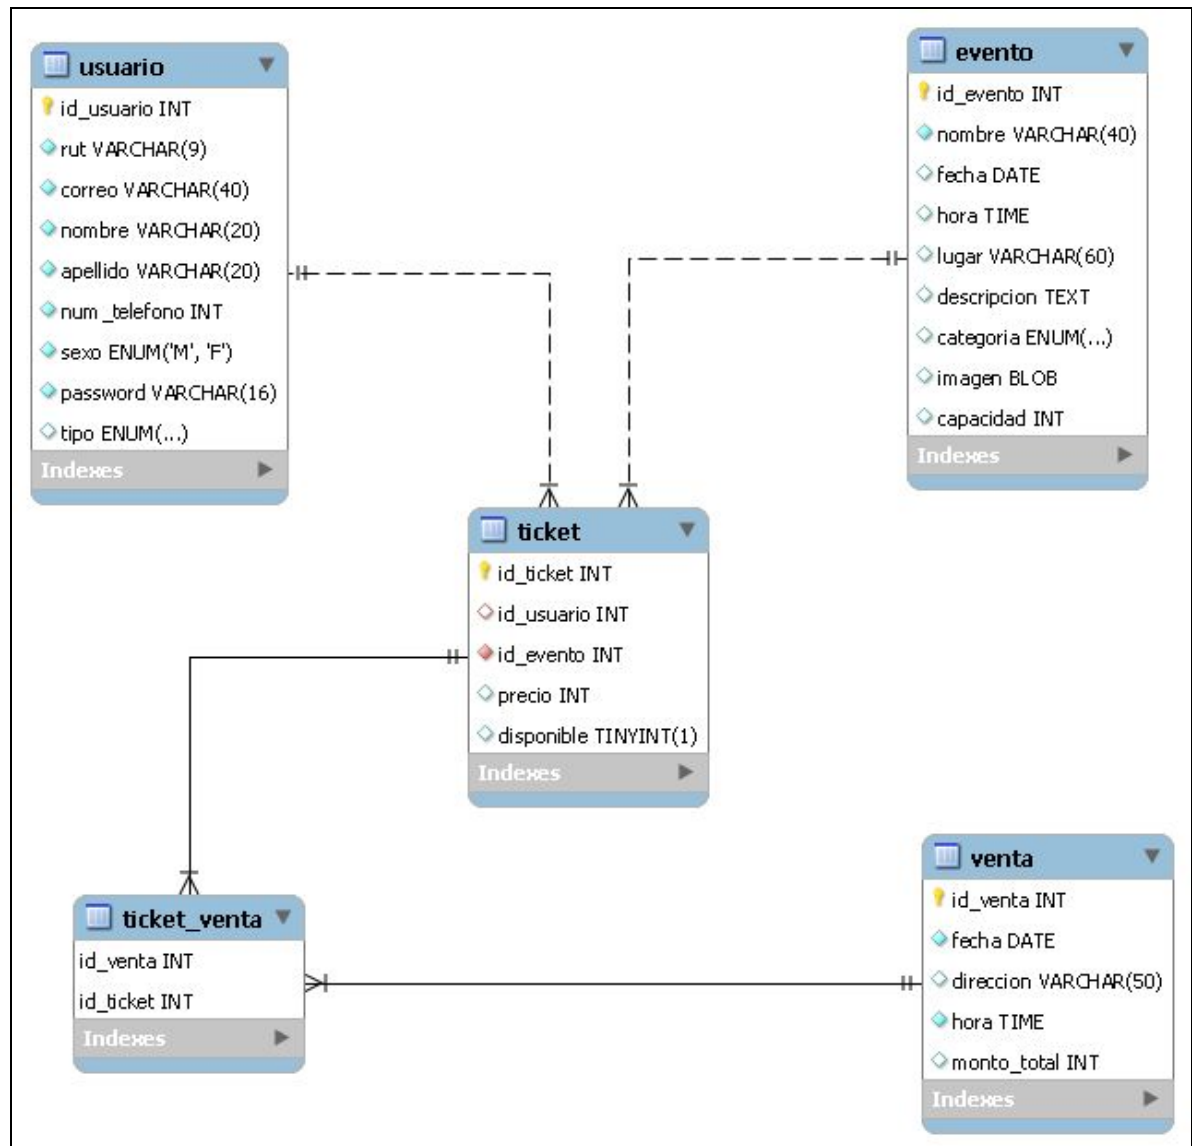 usuario
id_usuario INT
rut VARCHAR(9)
correo VARCHAR(40)
nombre VARCHAR(20)
apellido VARCHAR(20)
num _telefono INT
sexo ENUM('M', 'F')
password VARCHAR(16)
tipo ENUM(...)
Indexes
evento
id_evento INT
nombre VARCHAR(40)
fecha DATE
hora TIME
lugar VARCHAR(60)
descripcion TEXT
categoria ENUM(...)
imagen BLOB
capacidad INT
Indexes
ticket
id_ticket INT
id_usuario INT
id_evento INT
precio INT
disponible TINYINT(1)
Indexes
ticket_venta
id_venta INT
id_ticket INT
Indexes
venta
id_venta INT
fecha DATE
direccion VARCHAR(50)
hora TIME
monto_total INT
Indexes